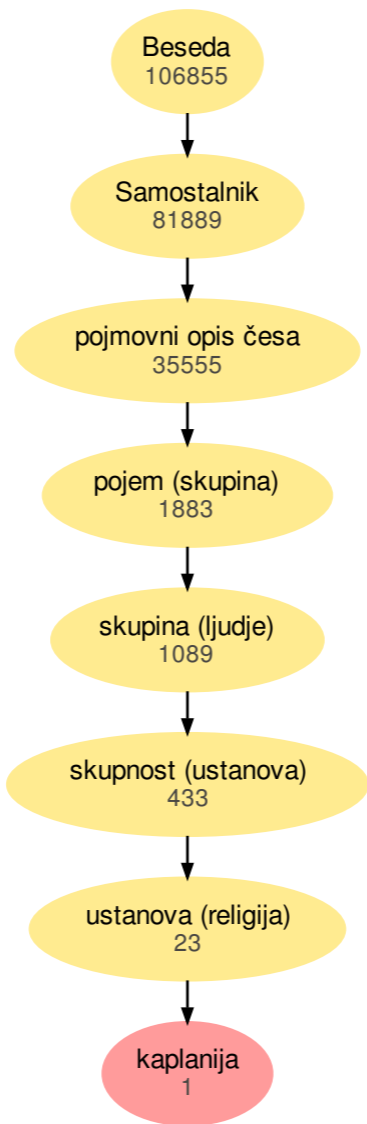 Beseda
106855
Samostalnik
81889
pojmovni opis česa
35555
pojem (skupina)
1883
skupina (ljudje)
1089
skupnost (ustanova)
433
ustanova (religija)
23
kaplanija
1